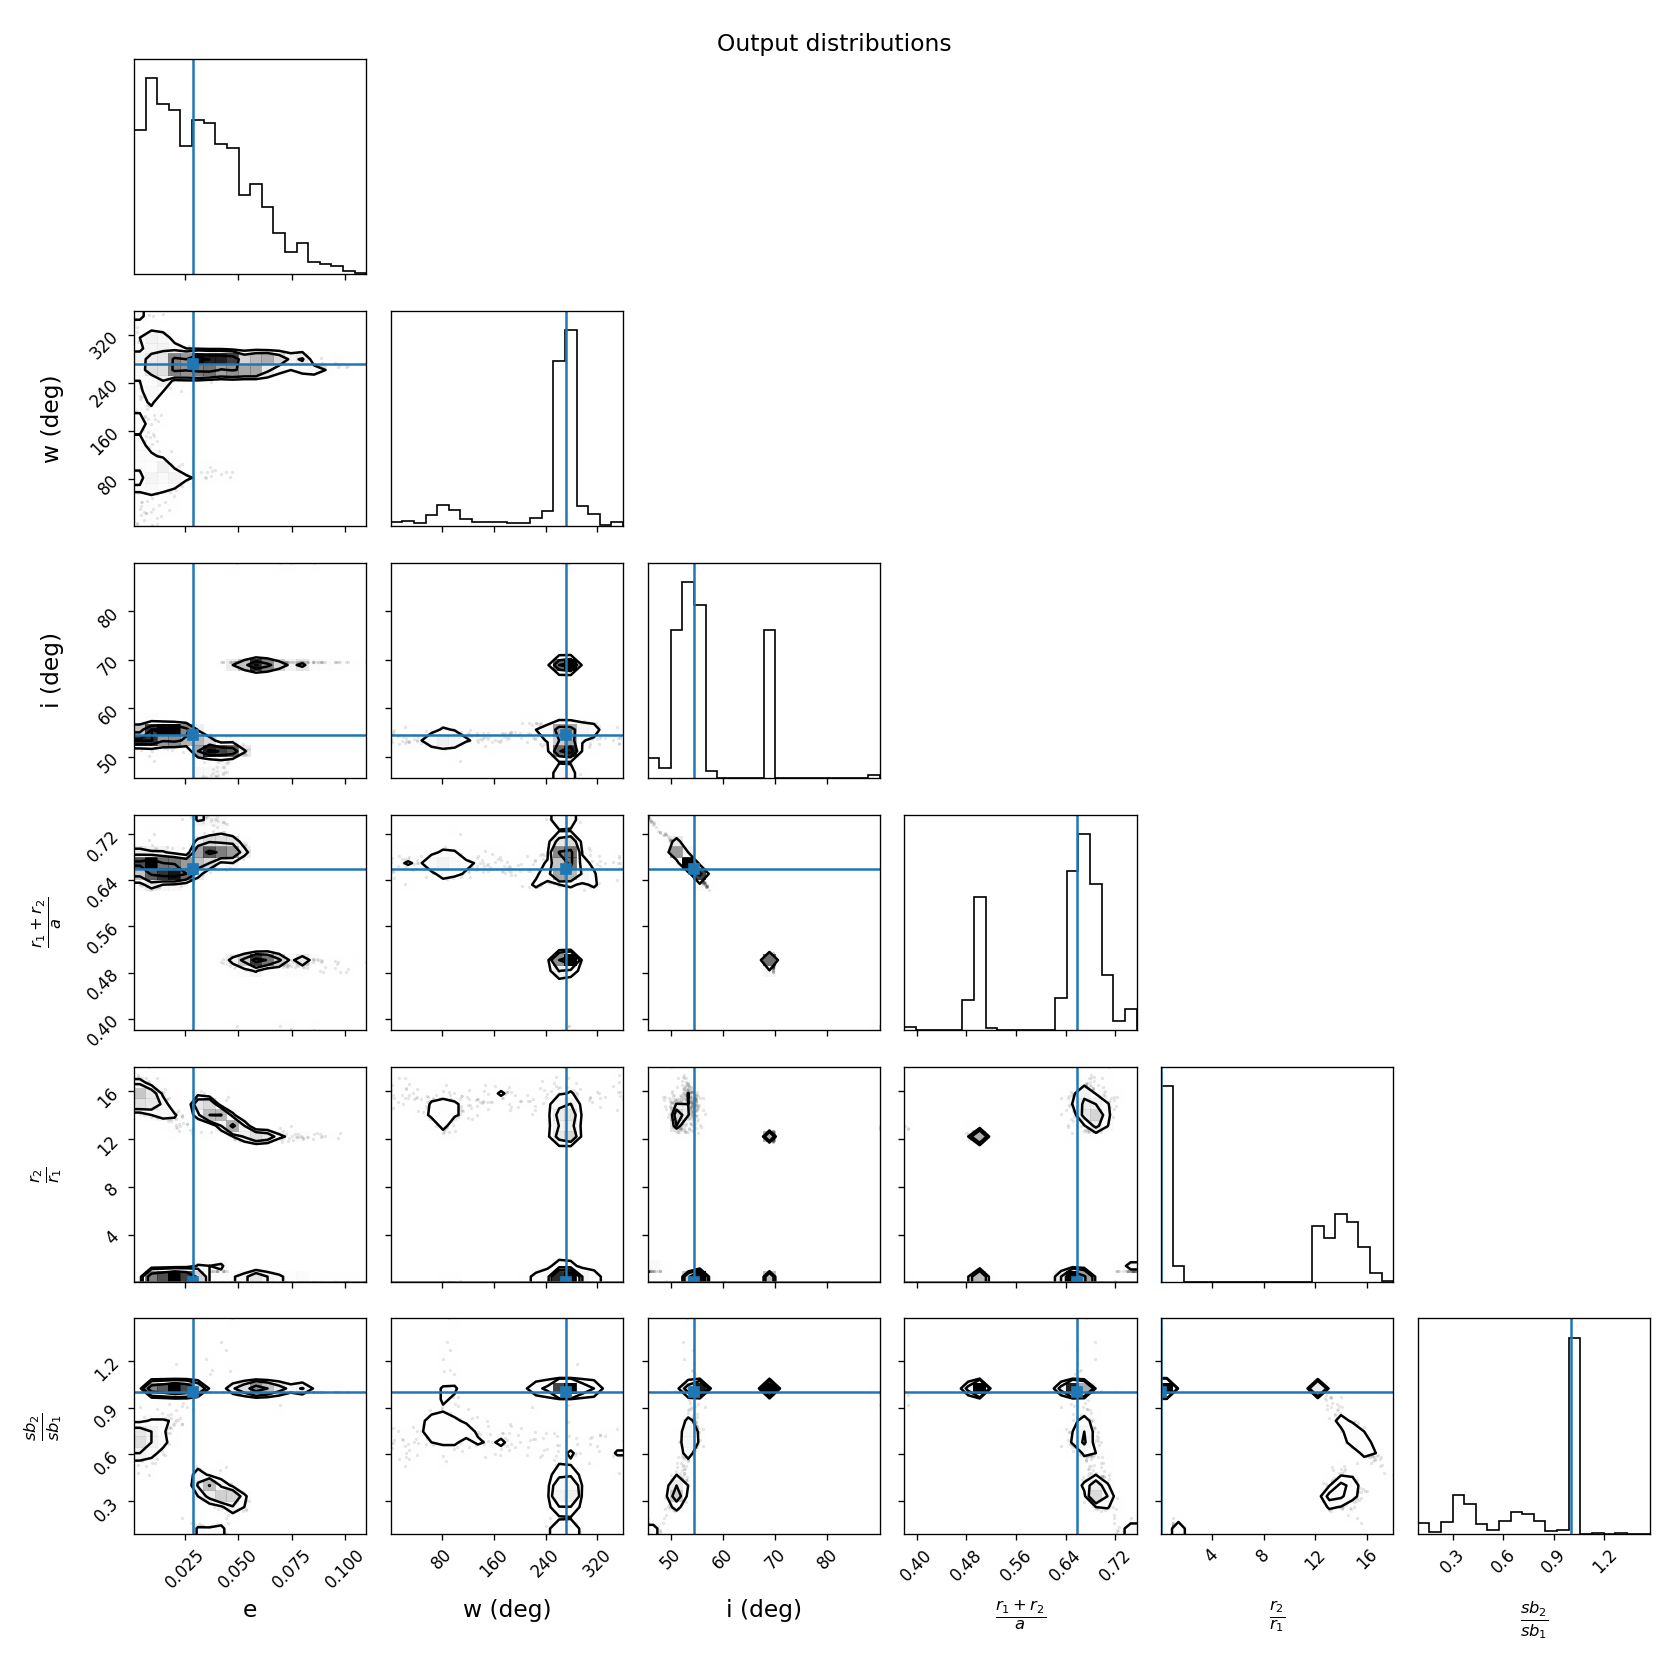 Output distributions
w (deg)
320
240
160
80
i (deg)
80
70
60
50
r₁ + r₂
a
0.72
0.64
0.56
0.48
0.40
r₂
r₁
16
12
8
4
sb₂
sb₁
1.2
0.9
0.6
0.3
0.025 0.050 0.075 0.100 80 160 240 320 50 60 70 80 0.40 0.48 0.56 0.64 0.72 4 8 12 16 0.3 0.6 0.9 1.2
e w (deg) i (deg) r₁ + r₂ r₂ sb₂
a r₁ sb₁